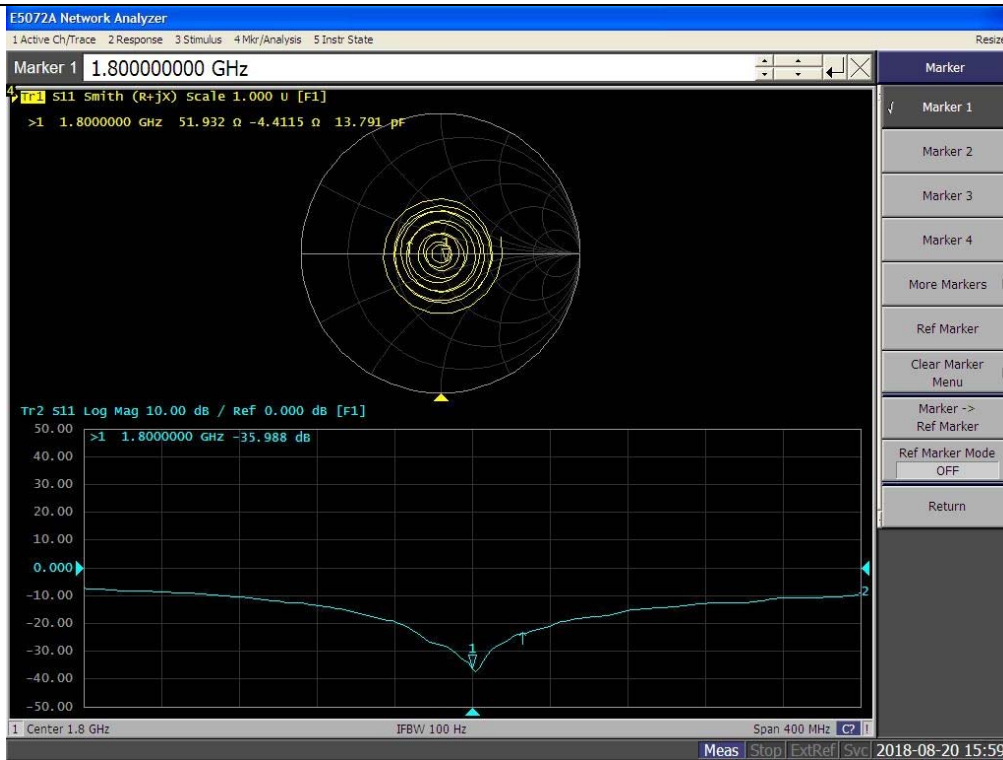 E5072A Network Analyzer
1 Active Ch/Trace 2 Response 3 Stimulus 4 Mkr/Analysis 5 Instr State
Resize
Marker 1 1.800000000 GHz
Tr1 S11 Smith (R+jX) Scale 1.000 U [F1]
>1 1.8000000 GHz 51.932 Ω -4.4115 Ω 13.791 pF
1
Tr2 S11 Log Mag 10.00 dB / Ref 0.000 dB [F1]
>1 1.8000000 GHz -35.988 dB
50.00
40.00
30.00
20.00
10.00
0.000
-10.00
-20.00
-30.00
-40.00
-50.00
2
1
1 Center 1.8 GHz IFBW 100 Hz Span 400 MHz C? !
Marker
√ Marker 1
Marker 2
Marker 3
Marker 4
More Markers
Ref Marker
Clear Marker
Menu
Marker ->
Ref Marker
Ref Marker Mode
OFF
Return
Meas Stop ExtRef Svc 2018-08-20 15:59